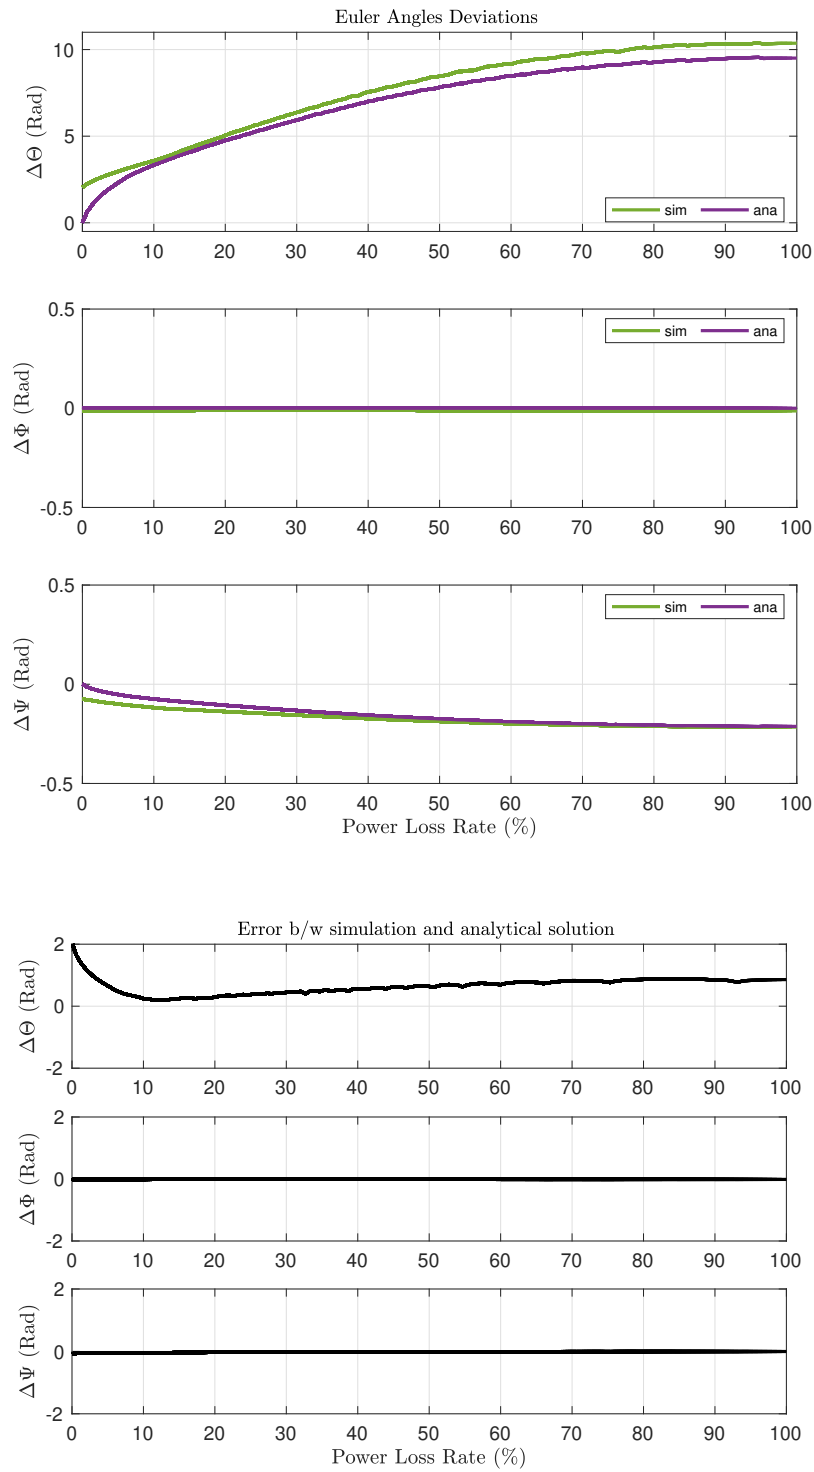 Euler Angles Deviations
10
5
0
ΔΘ (Rad)
sim ana
0 10 20 30 40 50 60 70 80 90 100
0.5
0
-0.5
ΔΦ (Rad)
sim ana
0 10 20 30 40 50 60 70 80 90 100
0.5
0
-0.5
ΔΨ (Rad)
sim ana
0 10 20 30 40 50 60 70 80 90 100
Power Loss Rate (%)
Error b/w simulation and analytical solution
2
0
-2
ΔΘ (Rad)
0 10 20 30 40 50 60 70 80 90 100
2
0
-2
ΔΦ (Rad)
0 10 20 30 40 50 60 70 80 90 100
2
0
-2
ΔΨ (Rad)
0 10 20 30 40 50 60 70 80 90 100
Power Loss Rate (%)